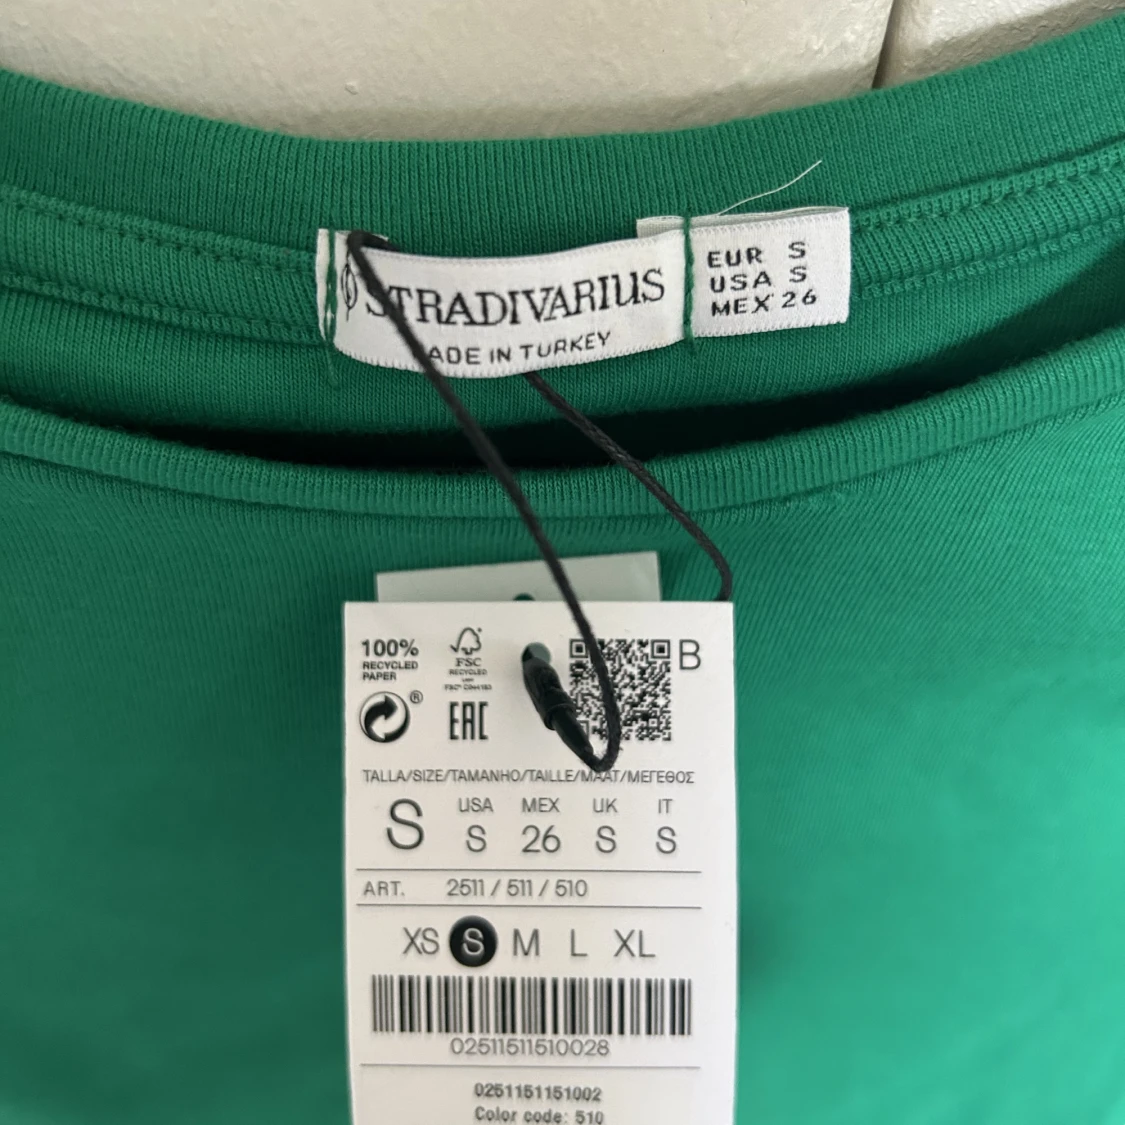 STRADIVARIUS
ADE IN TURKEY
EUR S
USA S
MEX 26
100%
RECYCLED
PAPER
®
FSC
RECYCLED
EAC
B
TALLA/SIZE/TAMANHO/TAILLE/MAAT/ΜΕΓΕΘΟΣ
USA MEX UK IT
S S 26 S S
ART. 2511 / 511 / 510
XS S M L XL
02511511510028
0251151151002
Color code: 510